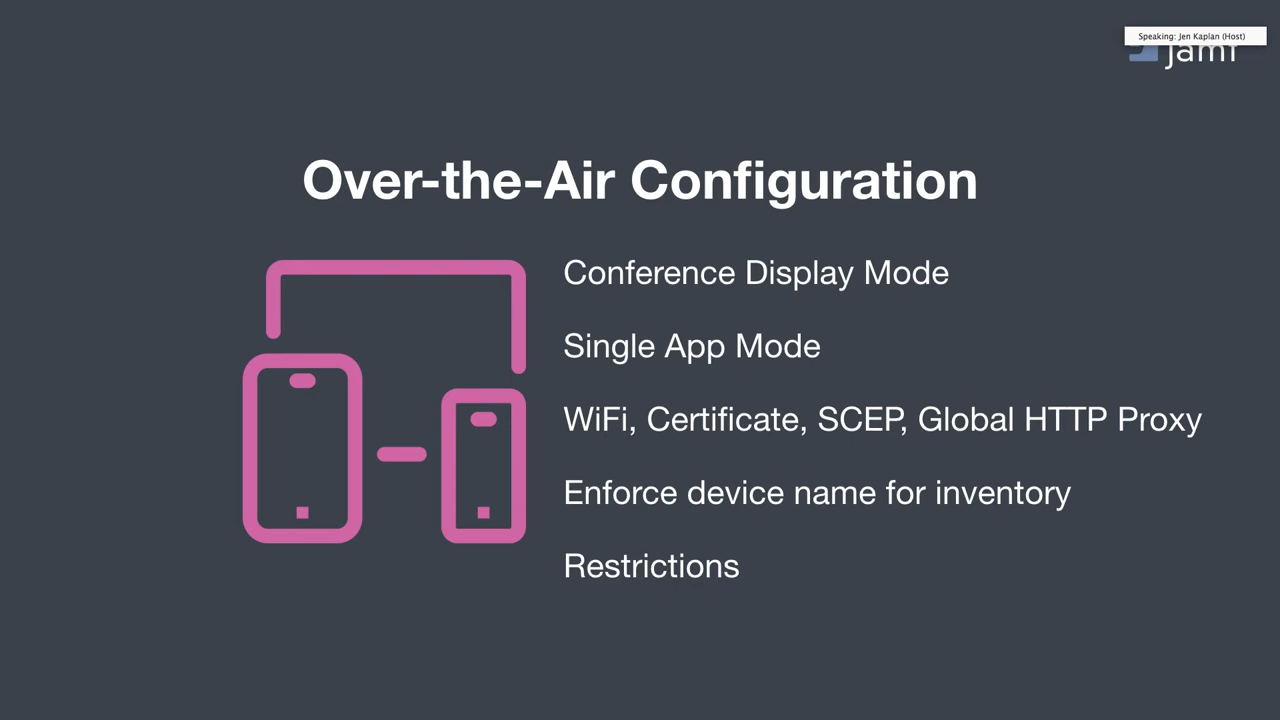 Speaking: Jen Kaplan (Host)
jamf
Over-the-Air Configuration
Conference Display Mode
Single App Mode
WiFi, Certificate, SCEP, Global HTTP Proxy
Enforce device name for inventory
Restrictions